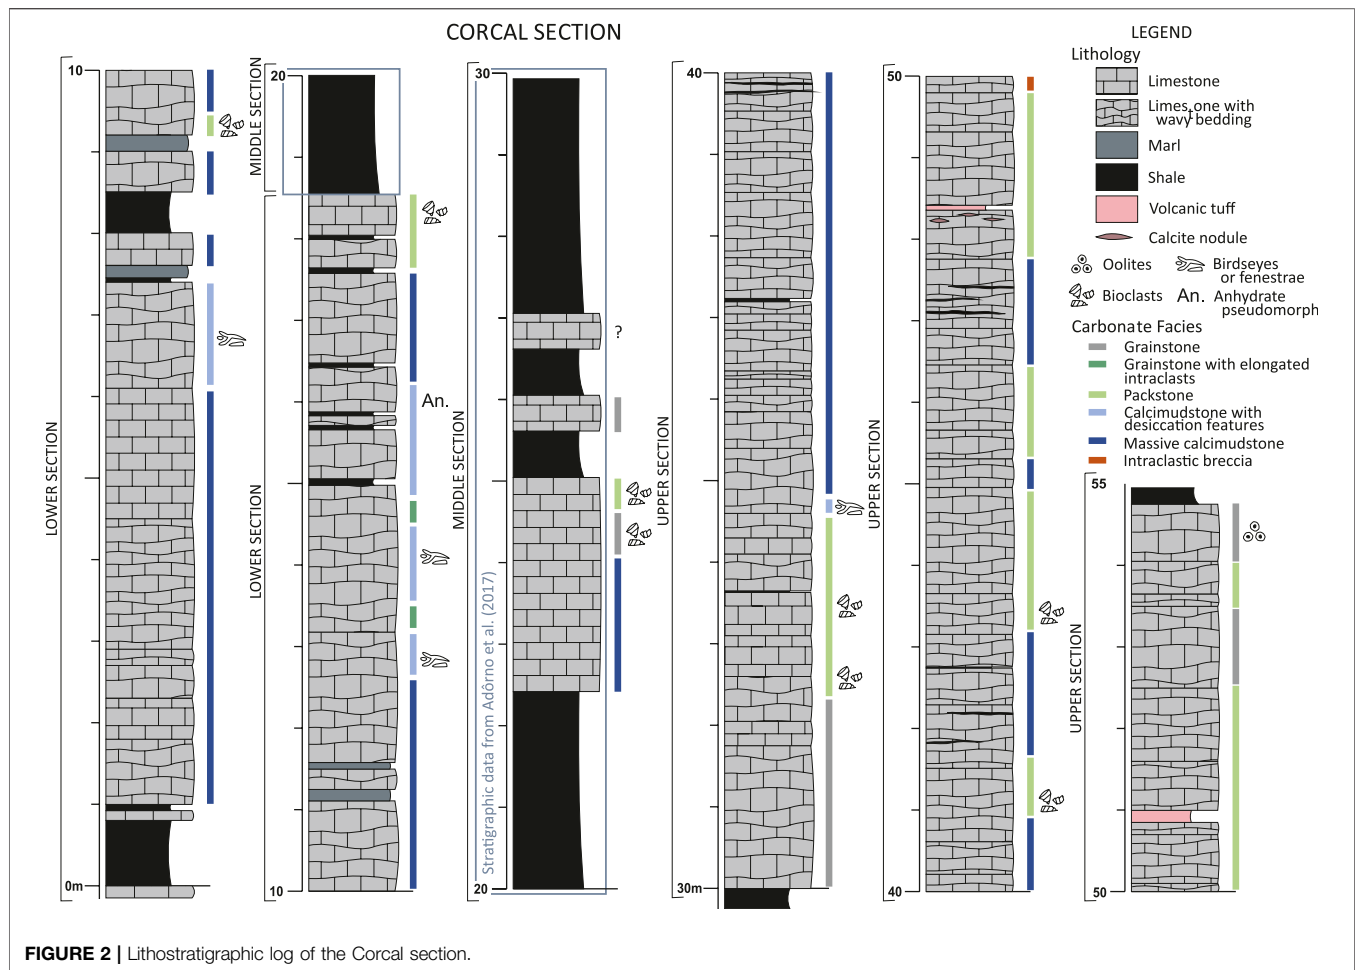 CORCAL SECTION
LOWER SECTION
10
0m
MIDDLE SECTION
20
LOWER SECTION
An.
10
MIDDLE SECTION
Stratigraphic data from Adôrno et al. (2017)
30
?
20
UPPER SECTION
40
30m
UPPER SECTION
50
40
LEGEND
Lithology
Limestone
Limes one with
wavy bedding
Marl
Shale
Volcanic tuff
Calcite nodule
Oolites
Birdseyes
or fenestrae
Bioclasts
An. Anhydrate
pseudomorph
Carbonate Facies
Grainstone
Grainstone with elongated
intraclasts
Packstone
Calcimudstone with
desiccation features
Massive calcimudstone
Intraclastic breccia
UPPER SECTION
55
50
FIGURE 2 | Lithostratigraphic log of the Corcal section.